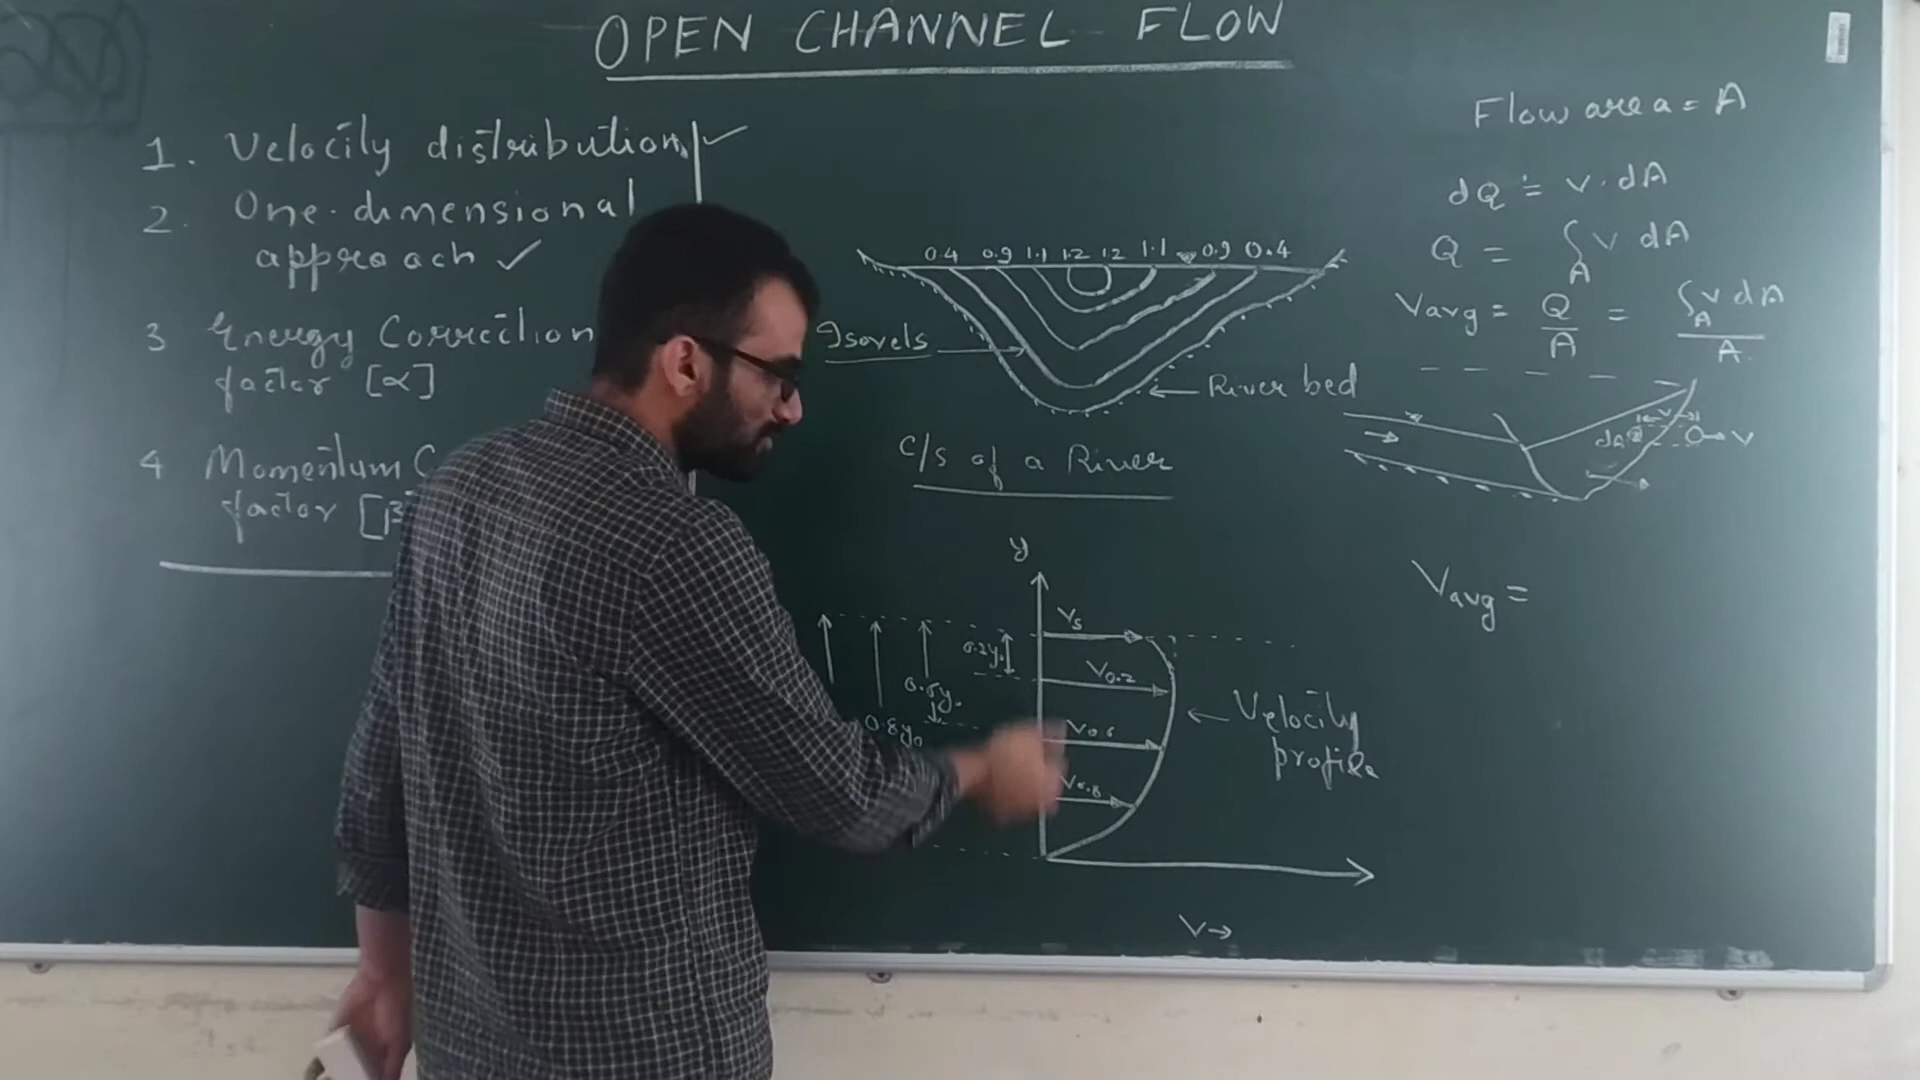 OPEN CHANNEL FLOW
1. Velocity distribution ✓
2. One-dimensional
approach ✓
3 Energy Correction
factor [α]
4 Momentum C
factor [β
0.4 0.9 1.1 1.2 1.2 1.1 0.9 0.4
Isovels
River bed
C/s of a River
y
Vs
0.2y₀
V0.2
0.6y₀
0.8y₀
V0.6
V0.8
Velocity
profile
V→
Flow area = A
dQ = v.dA
Q = ∫A v dA
Vavg = Q/A = ∫A v dA / A.
v
dA
v
Vavg =